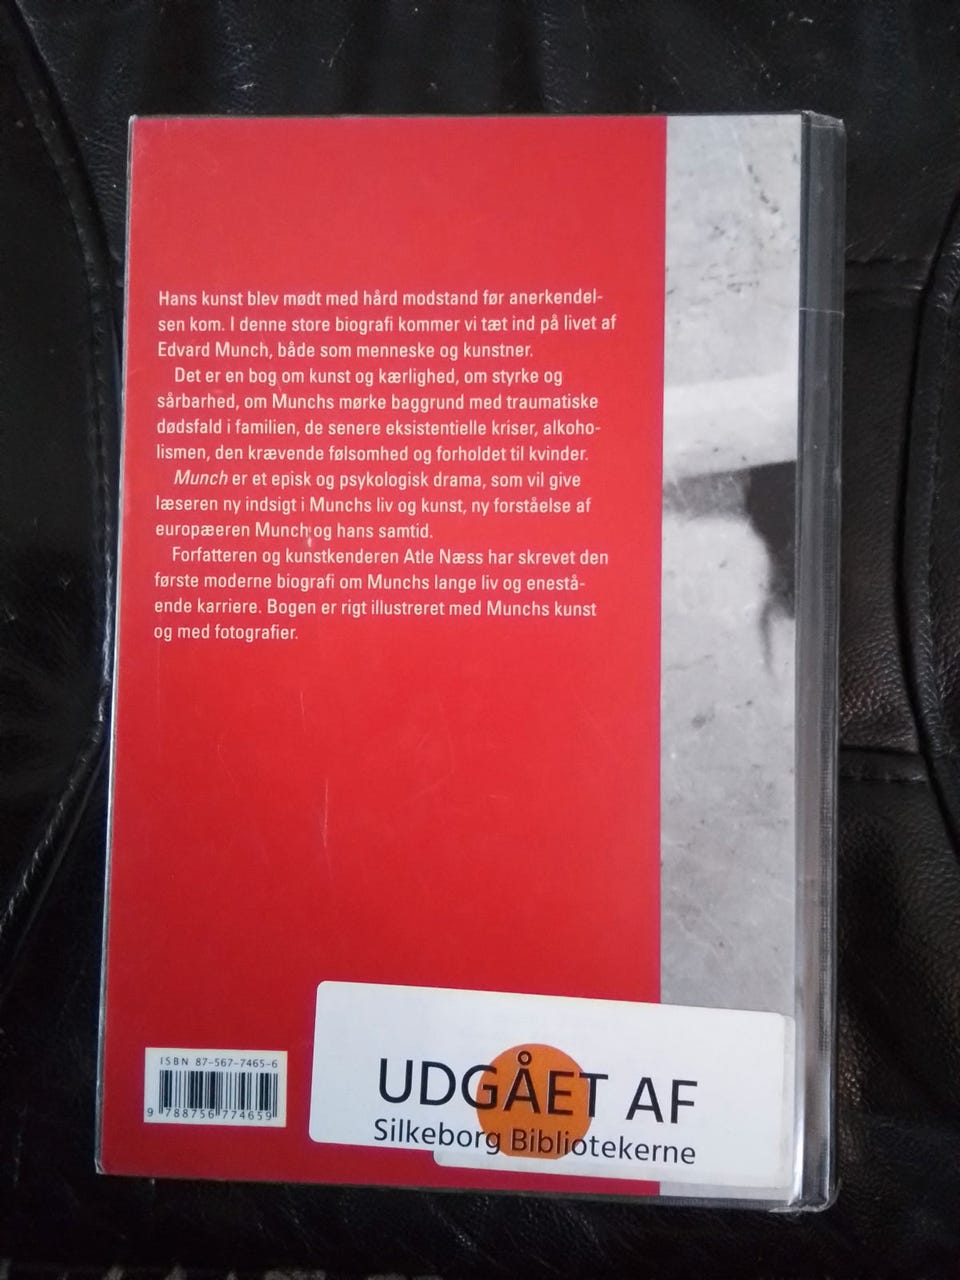 Hans kunst blev mødt med hård modstand før anerkendel-
sen kom. I denne store biografi kommer vi tæt ind på livet af
Edvard Munch, både som menneske og kunstner.
Det er en bog om kunst og kærlighed, om styrke og
sårbarhed, om Munchs mørke baggrund med traumatiske
dødsfald i familien, de senere eksistentielle kriser, alkoho-
lismen, den krævende følsomhed og forholdet til kvinder.
Munch er et episk og psykologisk drama, som vil give
læseren ny indsigt i Munchs liv og kunst, ny forståelse af
europæeren Munch og hans samtid.
Forfatteren og kunstkenderen Atle Næss har skrevet den
første moderne biografi om Munchs lange liv og enestå-
ende karriere. Bogen er rigt illustreret med Munchs kunst
og med fotografier.
ISBN 87-567-7465-6
9 788756 774659
UDGÅET AF
Silkeborg Bibliotekerne